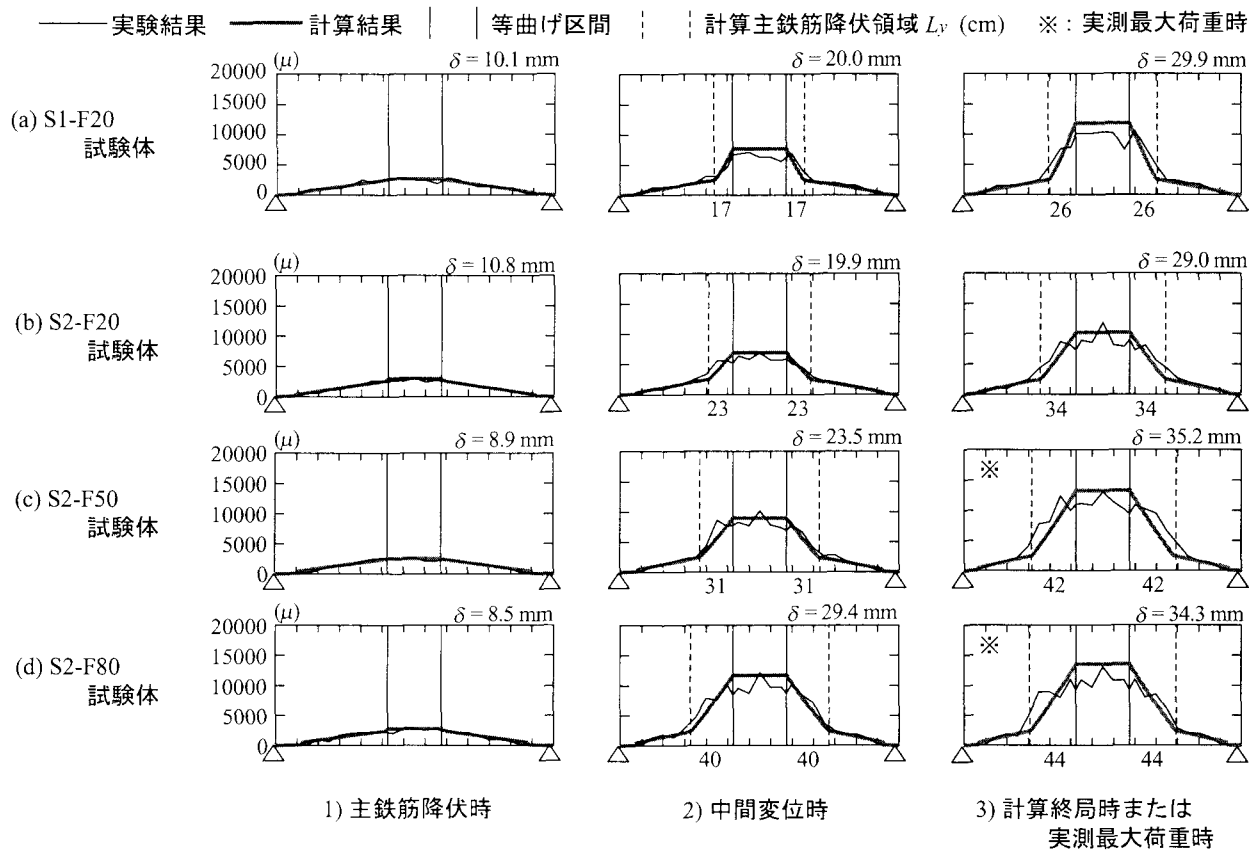 実験結果 計算結果 等曲げ区間 計算主鉄筋降伏領域 Ly (cm) ※:実測最大荷重時
(μ) δ = 10.1 mm 20.0 mm 29.9 mm
20000
15000
(a) S1-F20
試験体
10000
5000
0
17 17 26 26
(μ) δ = 10.8 mm δ = 19.9 mm δ = 29.0 mm
20000
15000
(b) S2-F20
試験体
10000
5000
0
23 23 34 34
(μ) δ = 8.9 mm δ = 23.5 mm δ = 35.2 mm
20000
※
15000
(c) S2-F50
試験体
10000
5000
0
31 31 42 42
(μ) δ = 8.5 mm δ = 29.4 mm δ = 34.3 mm
20000
※
15000
(d) S2-F80
試験体
10000
5000
0
40 40 44 44
1) 主鉄筋降伏時 2) 中間変位時 3) 計算終局時または
実測最大荷重時